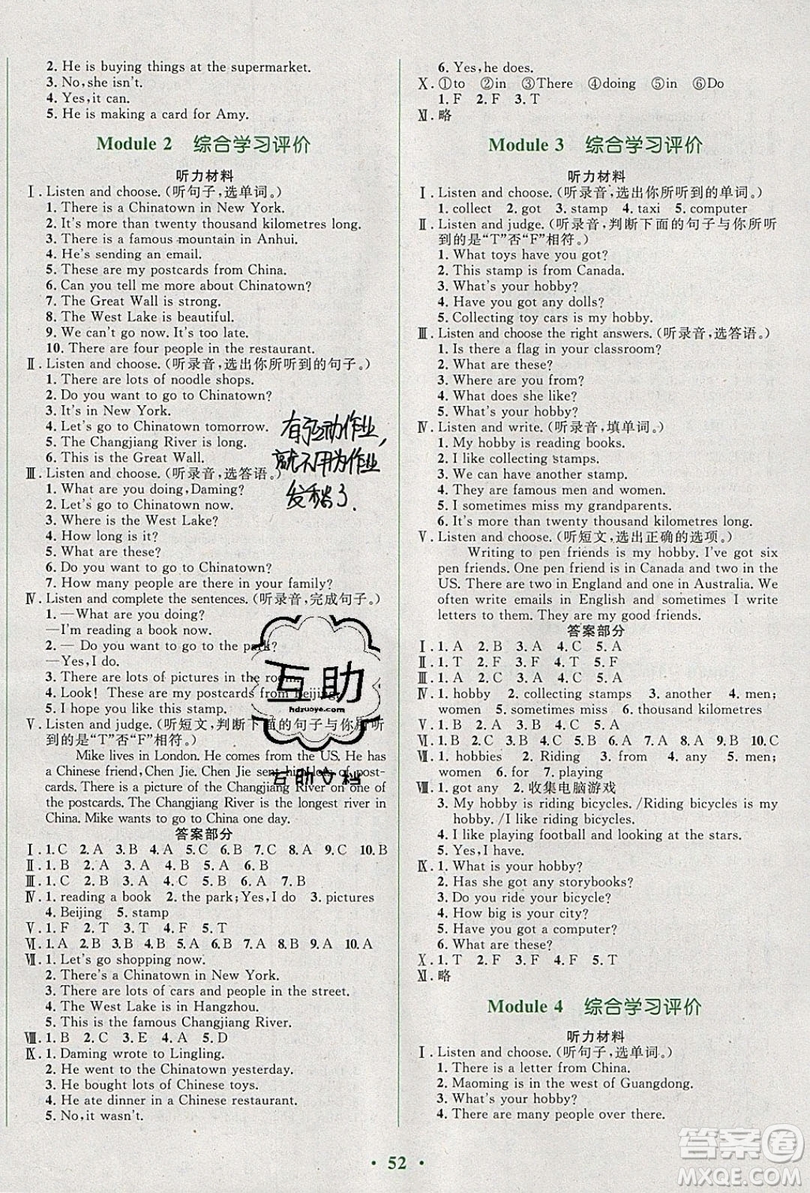 2. He is buying things at the supermarket.
3. No, she isn't.
4. Yes, it can.
5. He is making a card for Amy.
Module 2 综合学习评价
听力材料
Ⅰ. Listen and choose. (听句子,选单词。)
1. There is a Chinatown in New York.
2. It's more than twenty thousand kilometres long.
3. There is a famous mountain in Anhui.
4. He's sending an email.
5. These are my postcards from China.
6. Can you tell me more about Chinatown?
7. The Great Wall is strong.
8. The West Lake is beautiful.
9. We can't go now. It's too late.
10. There are four people in the restaurant.
Ⅱ. Listen and choose. (听录音,选出你所听到的句子。)
1. There are lots of noodle shops.
2. Do you want to go to Chinatown?
3. It's in New York.
4. Let's go to Chinatown tomorrow.
5. The Changjiang River is long.
6. This is the Great Wall.
Ⅲ. Listen and choose. (听录音,选答语。)
1. What are you doing, Daming?
2. Let's go to Chinatown now.
3. Where is the West Lake?
4. How long is it?
5. What are these?
6. Do you want to go to Chinatown?
7. How many people are there in your family?
Ⅳ. Listen and complete the sentences. (听录音,完成句子。)
1. —What are you doing?
—I'm reading a book now.
2. — Do you want to go to the park?
—Yes, I do.
3. There are lots of pictures in the room.
4. Look! These are my postcards from Beijing.
5. I hope you like this stamp.
Ⅴ. Listen and judge. (听短文,判断下面的句子与你所听
到的是“T”否“F”相符。)
Mike lives in London. He comes from the US. He has
a Chinese friend, Chen Jie. Chen Jie sent him lots of post-
cards. There is a picture of the Changjiang River on one of
the postcards. The Changjiang River is the longest river in
China. Mike wants to go to China one day.
答案部分
Ⅰ. 1. C 2. A 3. C 4. B 5. A 6. B 7. A 8. C 9. C 10. B
Ⅱ. 1. B 2. A 3. C 4. B 5. A 6. B
Ⅲ. 1. C 2. B 3. B 4. A 5. B 6. A 7. B
Ⅳ. 1. reading a book 2. the park; Yes, I do 3. pictures
4. Beijing 5. stamp
Ⅴ. 1. F 2. T 3. F 4. F 5. T
Ⅵ. 1. A 2. B 3. A 4. B 5. B 6. B 7. A 8. B 9. A 10. A
Ⅶ. 1. Let's go shopping now.
2. There's a Chinatown in New York.
3. There are lots of cars and people in the street.
4. The West Lake is in Hangzhou.
5. This is the famous Changjiang River.
Ⅷ. 1. B 2. C 3. E 4. A 5. D
Ⅸ. 1. Daming wrote to Lingling.
2. He went to the Chinatown yesterday.
3. He bought lots of Chinese toys.
4. He ate dinner in a Chinese restaurant.
5. No, it wasn't.
6. Yes, he does.
Ⅹ. ①to ②in ③There ④doing ⑤in ⑥Do
1. F 2. F 3. T
Ⅺ. 略
Module 3 综合学习评价
听力材料
Ⅰ. Listen and choose. (听录音,选出你所听到的单词。)
1. collect 2. got 3. stamp 4. taxi 5. computer
Ⅱ. Listen and judge. (听录音,判断下面的句子与你所听
到的是“T”否“F”相符。)
1. What toys have you got?
2. This stamp is from Canada.
3. What's your hobby?
4. Have you got any dolls?
5. Collecting toy cars is my hobby.
Ⅲ. Listen and choose the right answers. (听录音,选答语。)
1. Is there a flag in your classroom?
2. What are these?
3. Where are you from?
4. What does she like?
5. What's your hobby?
Ⅳ. Listen and write. (听录音,填单词。)
1. My hobby is reading books.
2. I like collecting stamps.
3. We can have another stamp.
4. They are famous men and women.
5. I sometimes miss my grandparents.
6. It's more than twenty thousand kilometres long.
Ⅴ. Listen and choose. (听短文,选出正确的选项。)
Writing to pen friends is my hobby. I've got six
pen friends. One pen friend is in Canada and two in the
US. There are two in England and one in Australia. We
often write emails in English and sometimes I write
letters to them. They are my good friends.
答案部分
Ⅰ. 1. A 2. B 3. A 4. C 5. A
Ⅱ. 1. T 2. F 3. T 4. F 5. F
Ⅲ. 1. A 2. B 3. A 4. A 5. A
Ⅳ. 1. hobby 2. collecting stamps 3. another 4. men;
women 5. sometimes miss 6. thousand kilometres
Ⅴ. 1. C 2. B 3. C 4. C 5. A
Ⅵ. 1. B 2. B 3. A 4. C 5. A 6. A 7. B 8. A 9. C 10. C
Ⅶ. 1. hobbies 2. Riding 3. another 4. men;
women 5. to 6. for 7. playing
Ⅷ. 1. got any 2. 收集电脑游戏
3. My hobby is riding bicycles. /Riding bicycles is my
hobby. /I like riding bicycles.
4. I like playing football and looking at the stars.
5. Yes, I have.
Ⅸ. 1. What is your hobby?
2. Has she got any storybooks?
3. Do you ride your bicycle?
4. How big is your city?
5. Have you got a computer?
6. What are these?
Ⅹ. 1. T 2. F 3. T 4. F 5. T
Ⅺ. 略
Module 4 综合学习评价
听力材料
Ⅰ. Listen and choose. (听句子,选单词。)
1. There is a letter from China.
2. Maoming is in the west of Guangdong.
3. What a big family!
4. There are many people over there.
有互动作业,
就不用为作业
发愁了.
互助
hdzuoye.com
互助文档
· 52 ·
答案圈
MXQE.COM